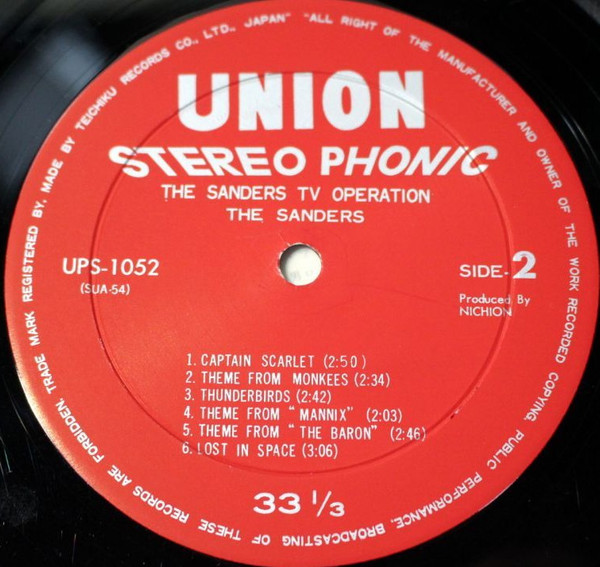 TRADE MARK REGISTERED BY, MADE BY TEICHIKU RECORDS CO., LTD., JAPAN" "ALL RIGHT OF THE MANUFACTURER AND OWNER OF THE WORK RECORDED COPYING, PUBLIC PERFORMANCE, BROADCASTING OF THESE RECORDS ARE FORBIDDEN,
UNION
STEREO PHONIC
THE SANDERS TV OPERATION
THE SANDERS
UPS-1052
(SUA-54)
SIDE-2
Produced By
NICHION
1. CAPTAIN SCARLET (2:50)
2. THEME FROM MONKEES (2:34)
3. THUNDERBIRDS (2:42)
4. THEME FROM "MANNIX" (2:03)
5. THEME FROM "THE BARON" (2:46)
6. LOST IN SPACE (3:06)
33 1/3